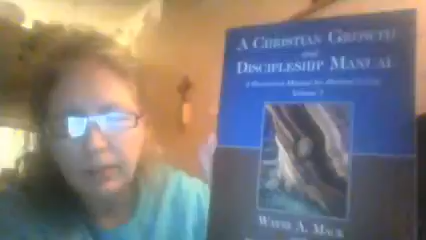 A CHRISTIAN GROWTH
and
DISCIPLESHIP MANUAL
A Homework Manual for Biblical Living
Volume 3
WAYNE A. MACK